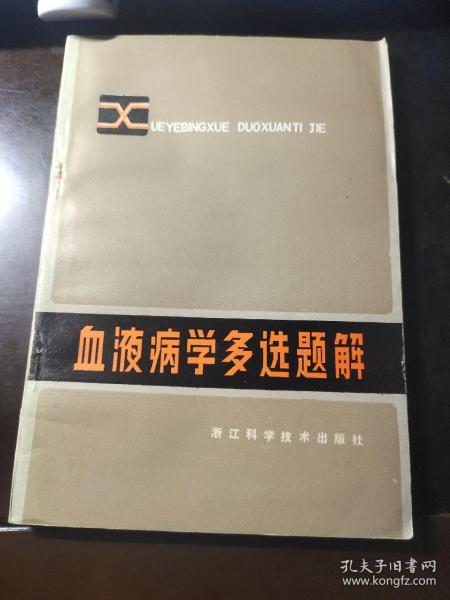 XUEYEBINGXUE DUOXUANTI JIE
血液病学多选题解
浙江科学技术出版社
孔夫子旧书网
www.kongfz.com